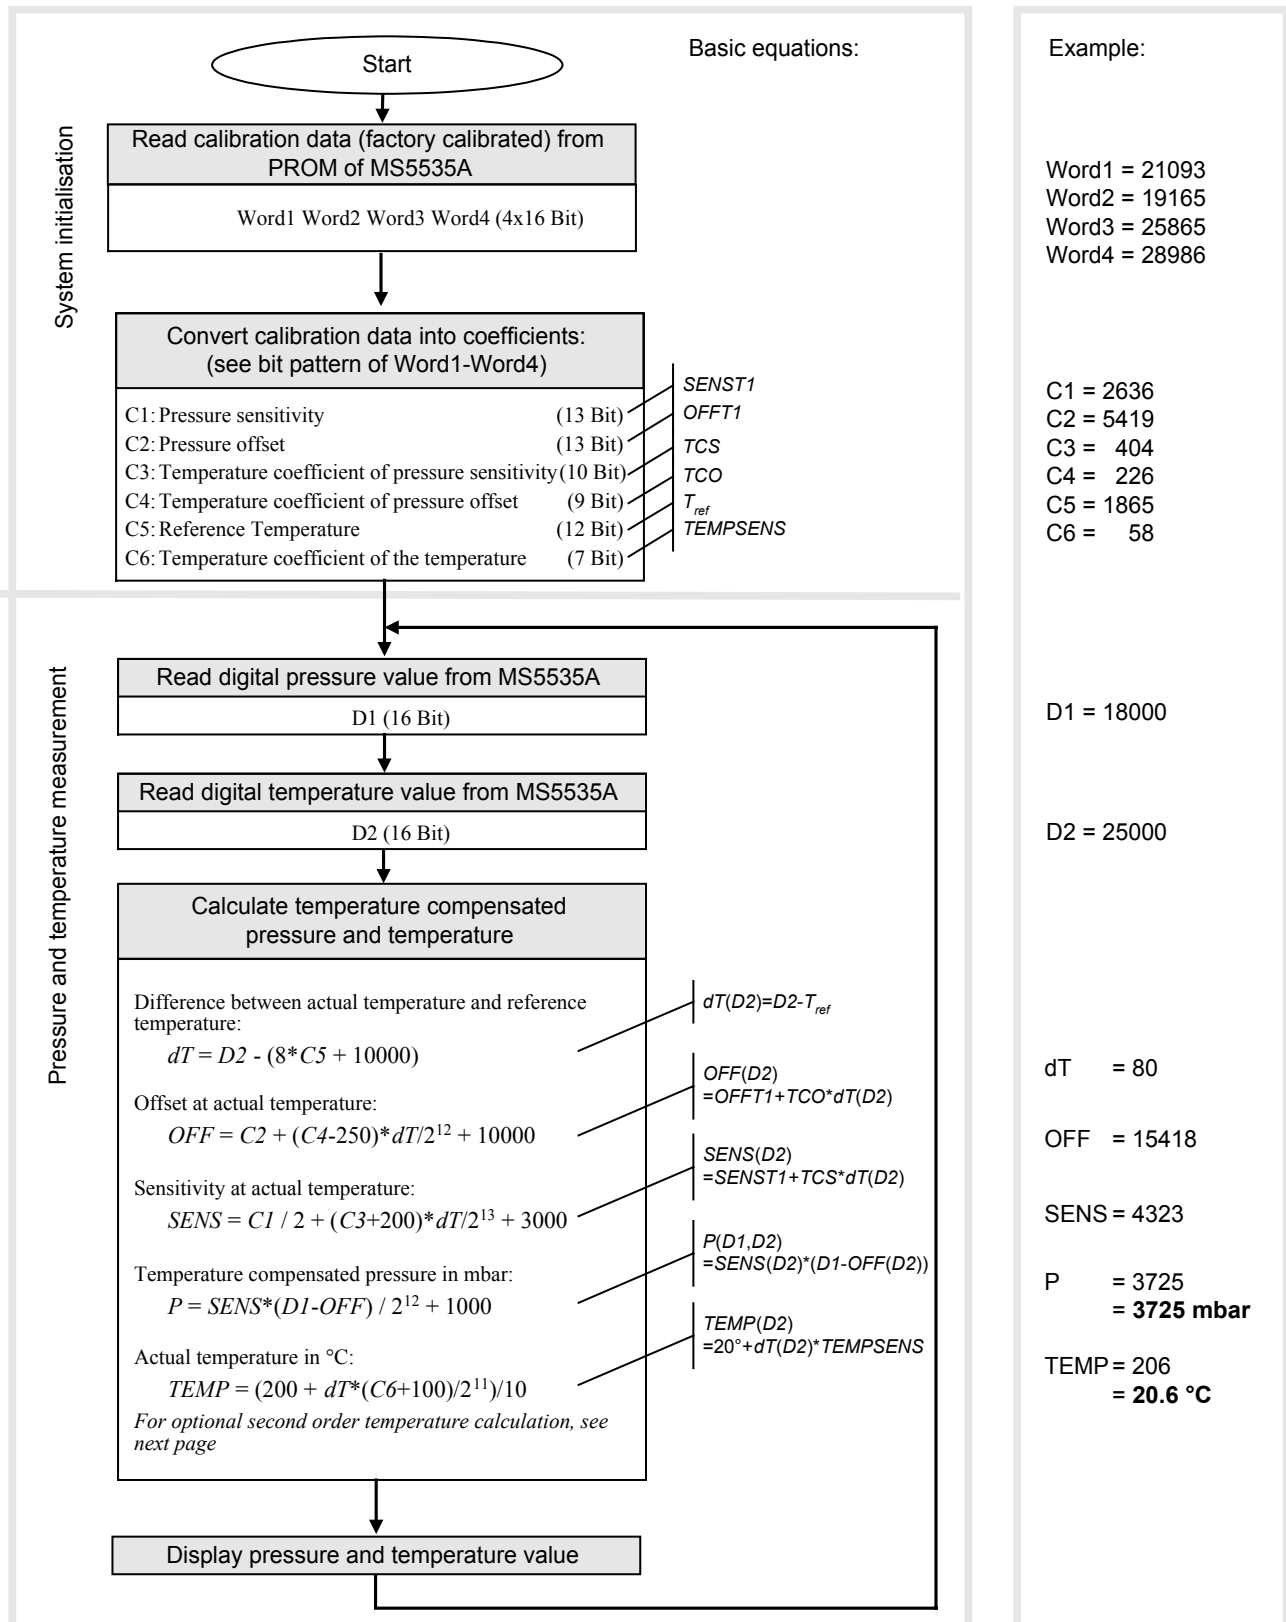 Basic equations:
Example:
Start
System initialisation
Read calibration data (factory calibrated) from
PROM of MS5535A
Word1 Word2 Word3 Word4 (4x16 Bit)
Word1 = 21093
Word2 = 19165
Word3 = 25865
Word4 = 28986
Convert calibration data into coefficients:
(see bit pattern of Word1-Word4)
C1: Pressure sensitivity (13 Bit)
C2: Pressure offset (13 Bit)
C3: Temperature coefficient of pressure sensitivity (10 Bit)
C4: Temperature coefficient of pressure offset (9 Bit)
C5: Reference Temperature (12 Bit)
C6: Temperature coefficient of the temperature (7 Bit)
SENST1
OFFT1
TCS
TCO
Tref
TEMPSENS
C1 = 2636
C2 = 5419
C3 = 404
C4 = 226
C5 = 1865
C6 = 58
Pressure and temperature measurement
Read digital pressure value from MS5535A
D1 (16 Bit)
D1 = 18000
Read digital temperature value from MS5535A
D2 (16 Bit)
D2 = 25000
Calculate temperature compensated
pressure and temperature
Difference between actual temperature and reference
temperature:
dT = D2 - (8*C5 + 10000)
dT(D2)=D2-Tref
dT = 80
Offset at actual temperature:
OFF = C2 + (C4-250)*dT/2¹² + 10000
OFF(D2)
=OFFT1+TCO*dT(D2)
OFF = 15418
Sensitivity at actual temperature:
SENS = C1 / 2 + (C3+200)*dT/2¹³ + 3000
SENS(D2)
=SENST1+TCS*dT(D2)
SENS = 4323
Temperature compensated pressure in mbar:
P = SENS*(D1-OFF) / 2¹² + 1000
P(D1,D2)
=SENS(D2)*(D1-OFF(D2))
P = 3725
= 3725 mbar
Actual temperature in °C:
TEMP = (200 + dT*(C6+100)/2¹¹)/10
TEMP(D2)
=20°+dT(D2)*TEMPSENS
TEMP = 206
= 20.6 °C
For optional second order temperature calculation, see
next page
Display pressure and temperature value